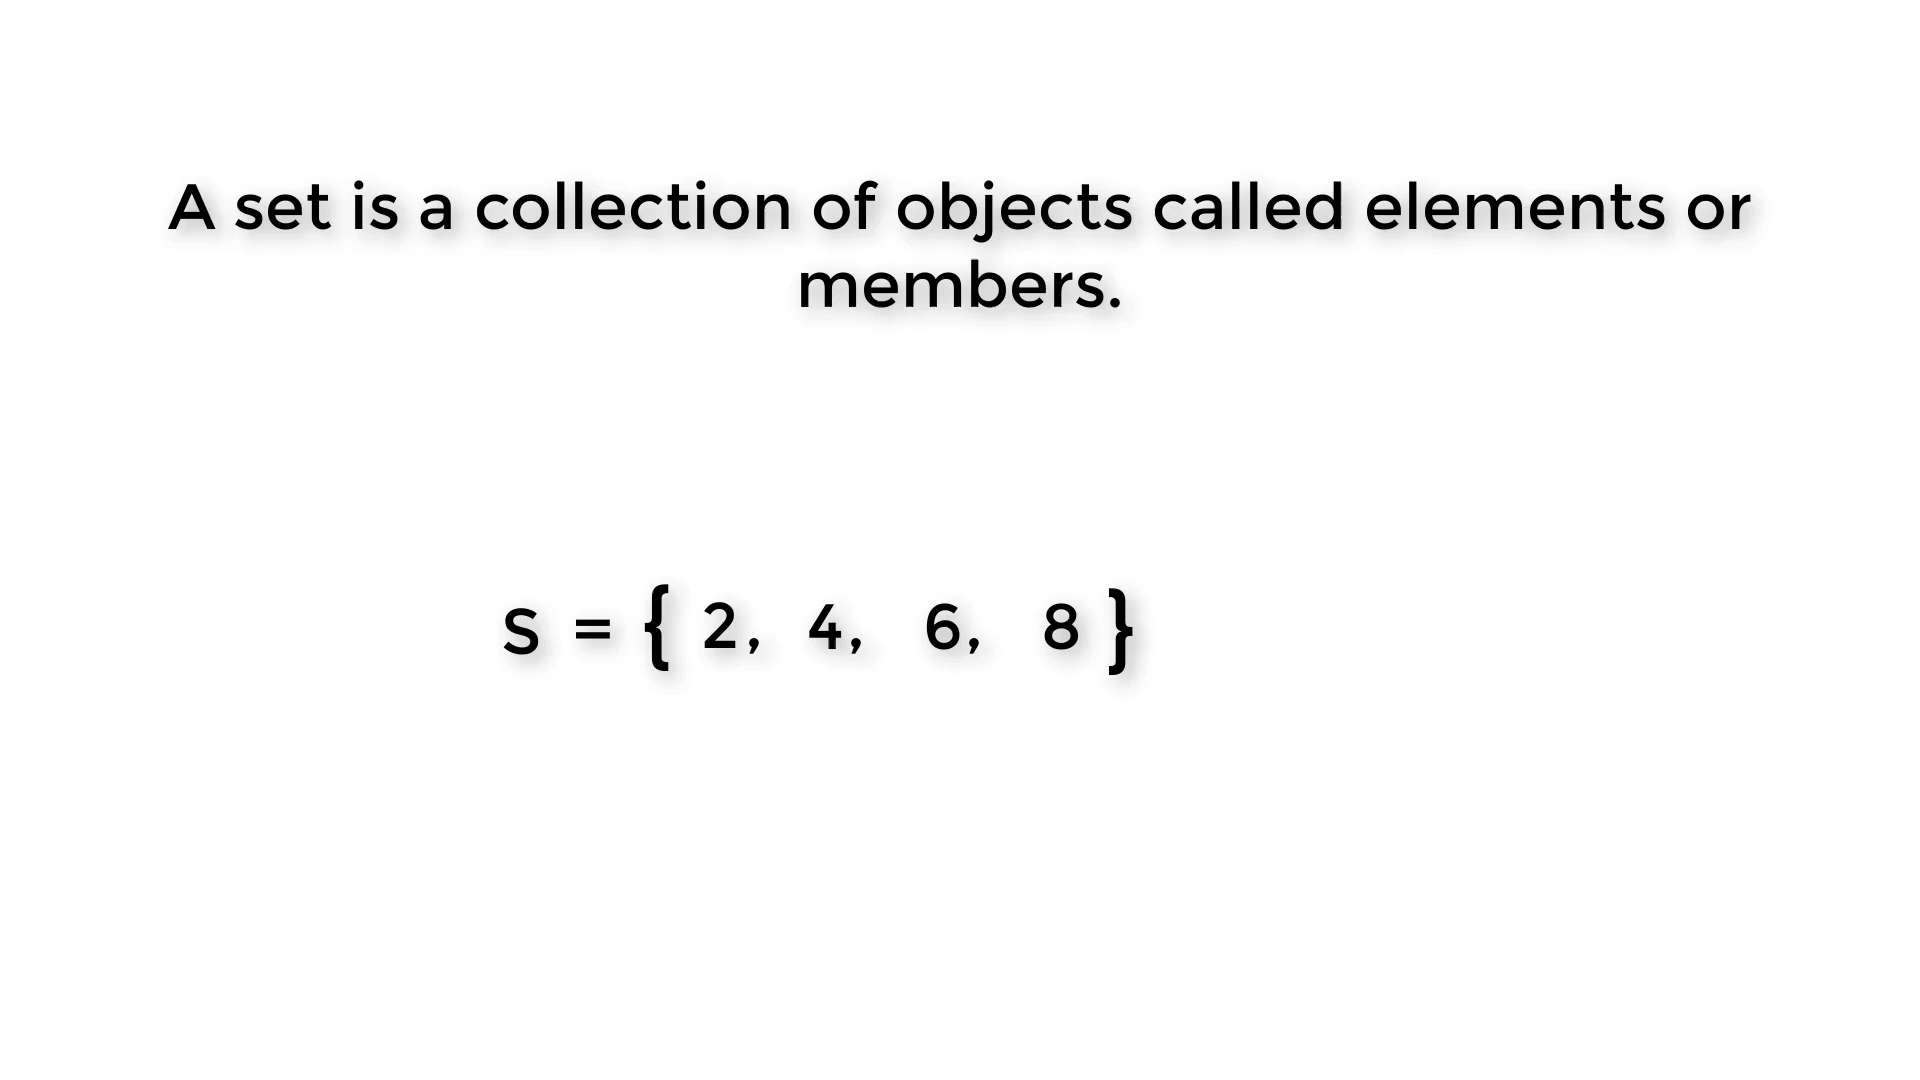 A set is a collection of objects called elements or
members.
S = { 2, 4, 6, 8 }